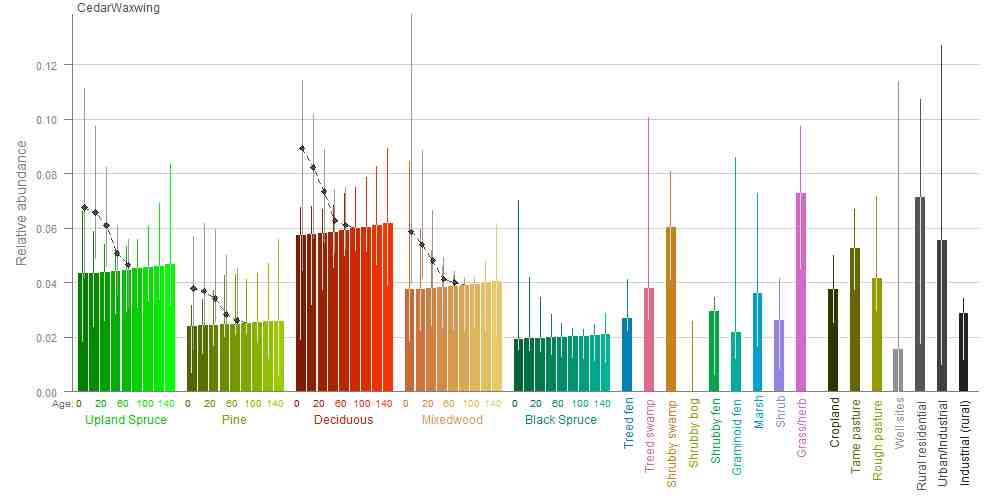 CedarWaxwing
Relative abundance
0.12
0.10
0.08
0.06
0.04
0.02
0.00
Age: 0 20 60 100 140 0 20 60 100 140 0 20 60 100 140 0 20 60 100 140 0 20 60 100 140
Upland Spruce Pine Deciduous Mixedwood Black Spruce
Treed fen
Treed swamp
Shrubby swamp
Shrubby bog
Shrubby fen
Graminoid fen
Marsh
Shrub
Grass/herb
Cropland
Tame pasture
Rough pasture
Well sites
Rural residential
Urban/Industrial
Industrial (rural)